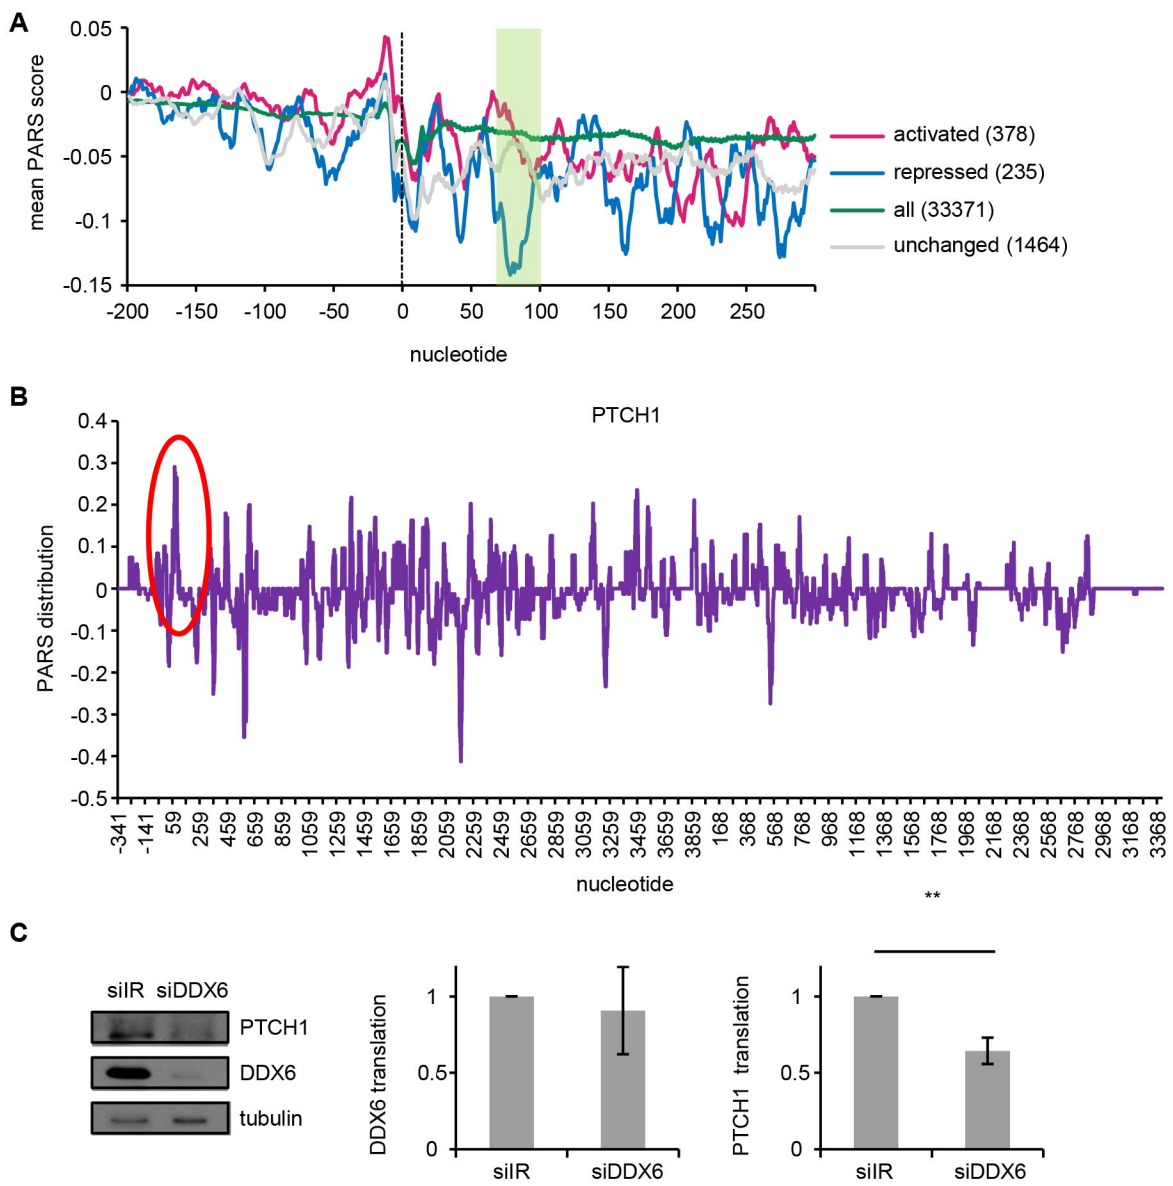 A
mean PARS score
0.05
0
-0.05
-0.1
-0.15
-200 -150 -100 -50 0 50 100 150 200 250
nucleotide
activated (378)
repressed (235)
all (33371)
unchanged (1464)
B
PTCH1
PARS distribution
0.4
0.3
0.2
0.1
0
-0.1
-0.2
-0.3
-0.4
-0.5
-341 -141 59 259 459 659 859 1059 1259 1459 1659 1859 2059 2259 2459 2659 2859 3059 3259 3459 3659 3859 168 368 568 768 968 1168 1368 1568 1768 1968 2168 2368 2568 2768 2968 3168 3368
nucleotide
**
C
siIR siDDX6
PTCH1
DDX6
tubulin
DDX6 translation
1
0.5
0
siIR siDDX6
PTCH1 translation
1
0.5
0
siIR siDDX6